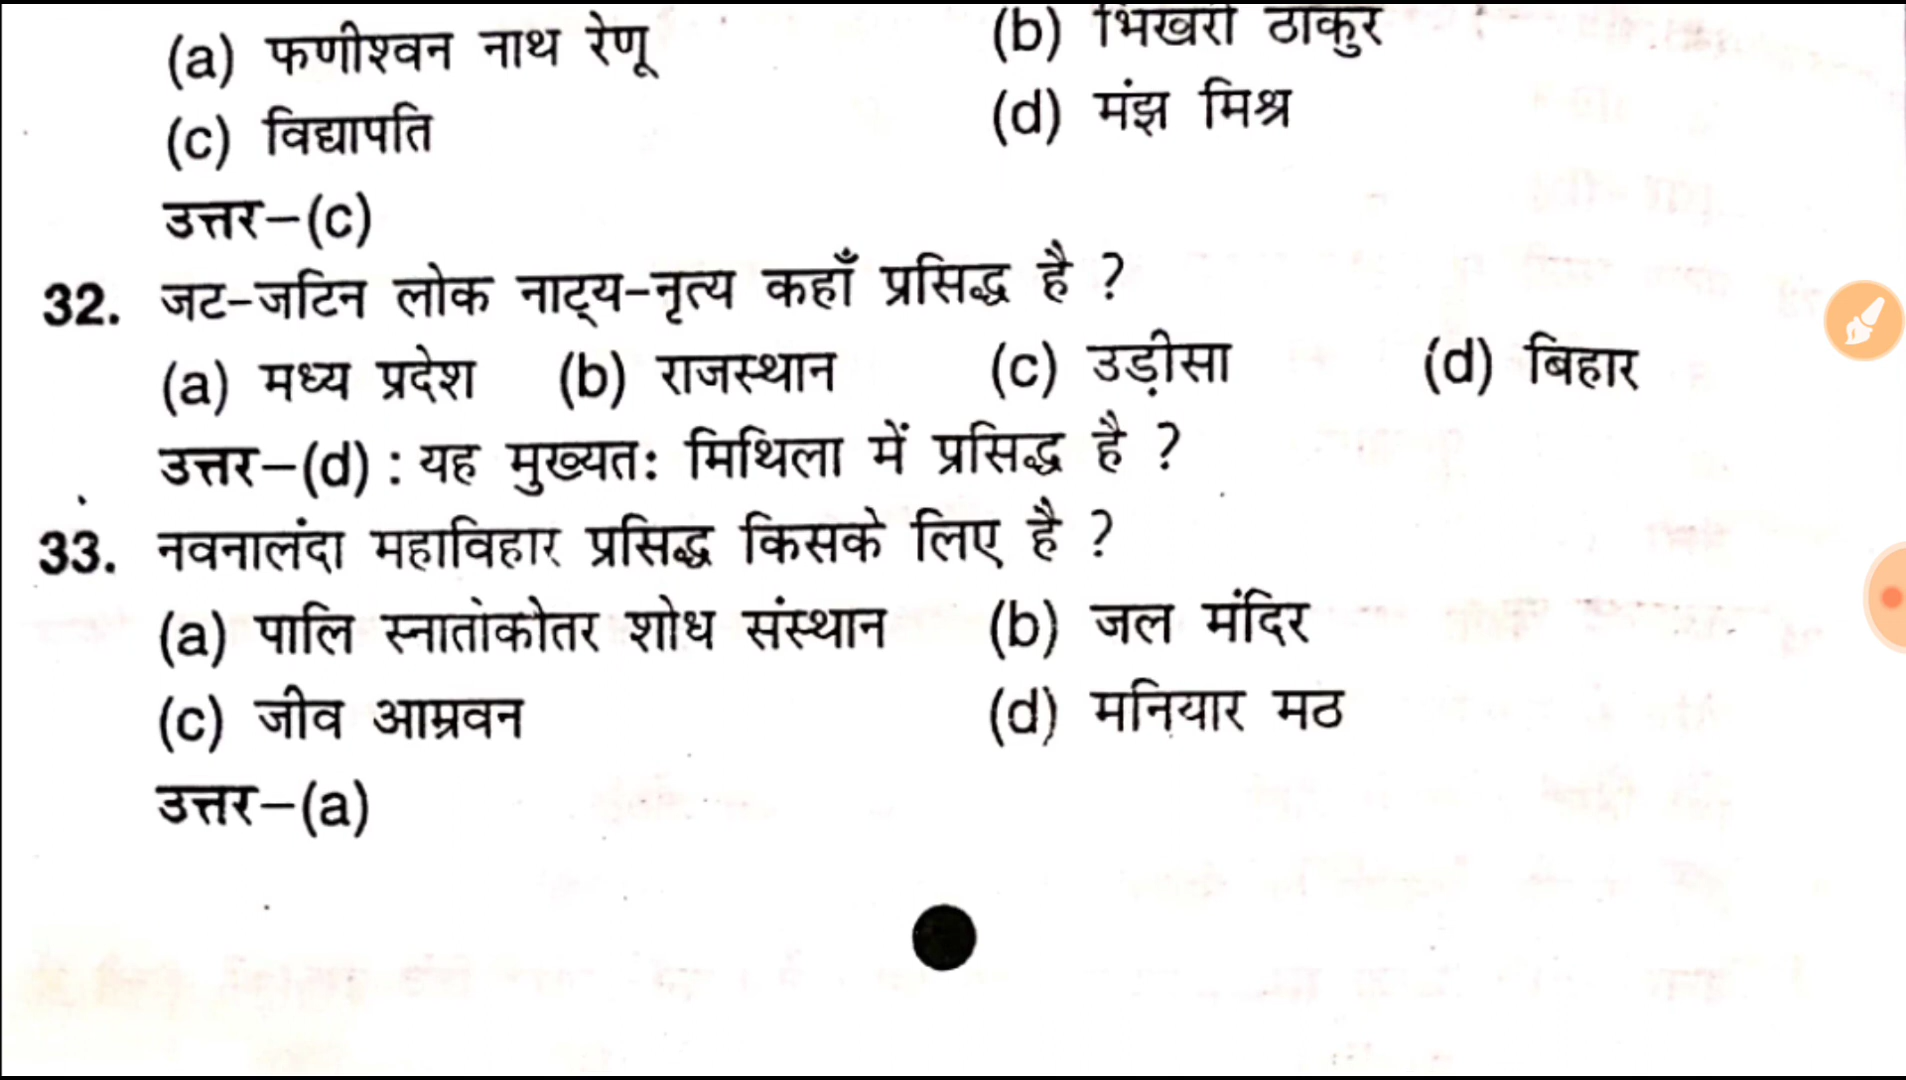 (a) फणीश्वन नाथ रेणू (b) भिखरी ठाकुर
(c) विद्यापति (d) मंझ मिश्र
उत्तर–(c)
32. जट-जटिन लोक नाट्य-नृत्य कहाँ प्रसिद्ध है ?
(a) मध्य प्रदेश (b) राजस्थान (c) उड़ीसा (d) बिहार
उत्तर–(d) : यह मुख्यतः मिथिला में प्रसिद्ध है ?
33. नवनालंदा महाविहार प्रसिद्ध किसके लिए है ?
(a) पालि स्नातांकोतर शोध संस्थान (b) जल मंदिर
(c) जीव आम्रवन (d) मनियार मठ
उत्तर–(a)